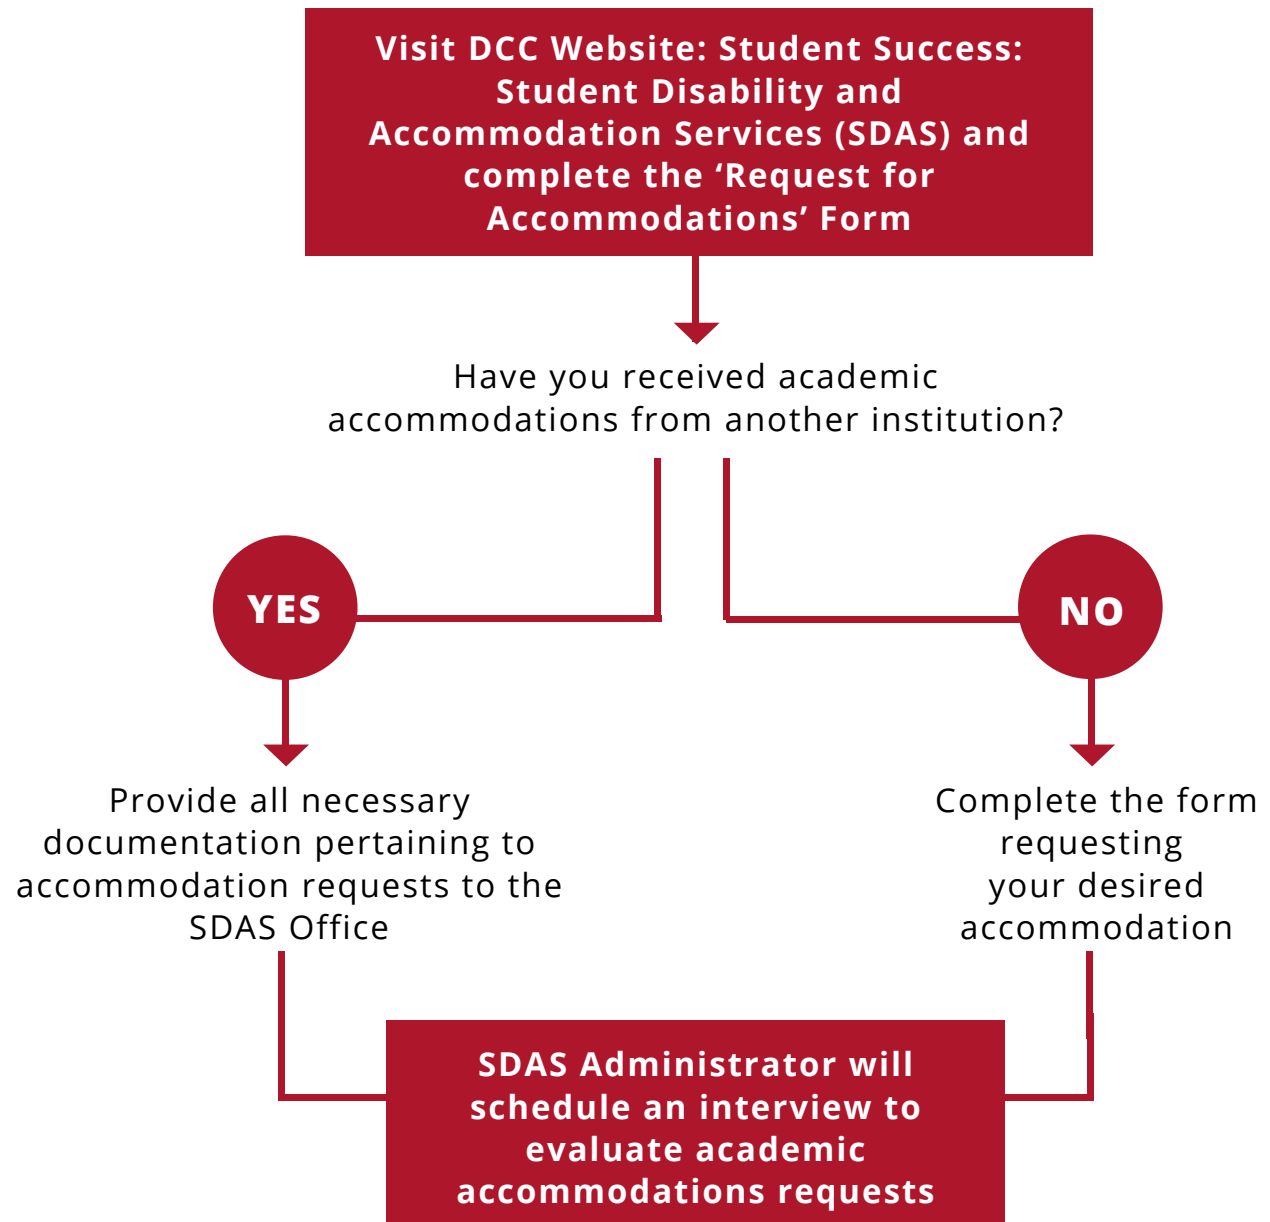 Visit DCC Website: Student Success:
Student Disability and
Accommodation Services (SDAS) and
complete the ‘Request for
Accommodations’ Form
Have you received academic
accommodations from another institution?
YES
NO
Provide all necessary
documentation pertaining to
accommodation requests to the
SDAS Office
Complete the form
requesting
your desired
accommodation
SDAS Administrator will
schedule an interview to
evaluate academic
accommodations requests